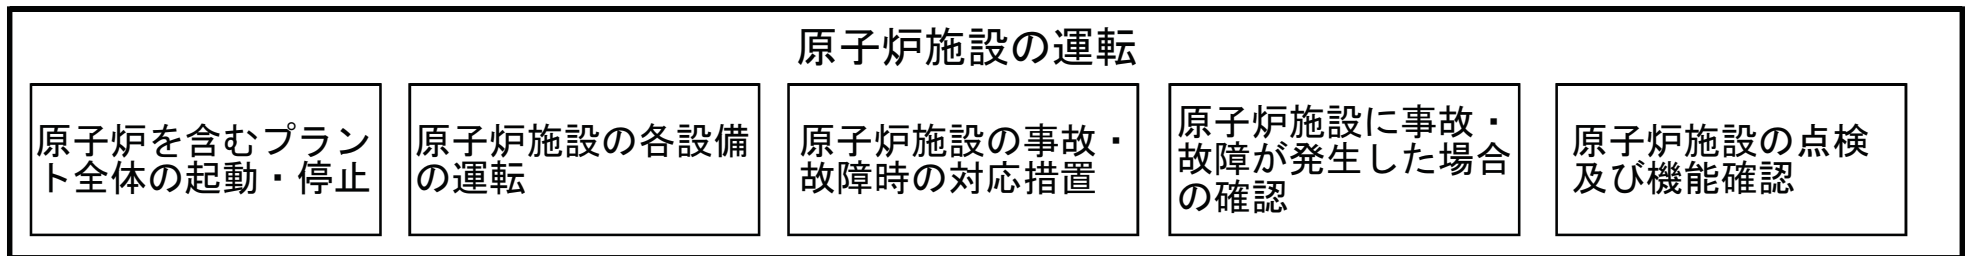 原子炉施設の運転
原子炉を含むプラン
ト全体の起動・停止
原子炉施設の各設備
の運転
原子炉施設の事故・
故障時の対応措置
原子炉施設に事故・
故障が発生した場合
の確認
原子炉施設の点検
及び機能確認